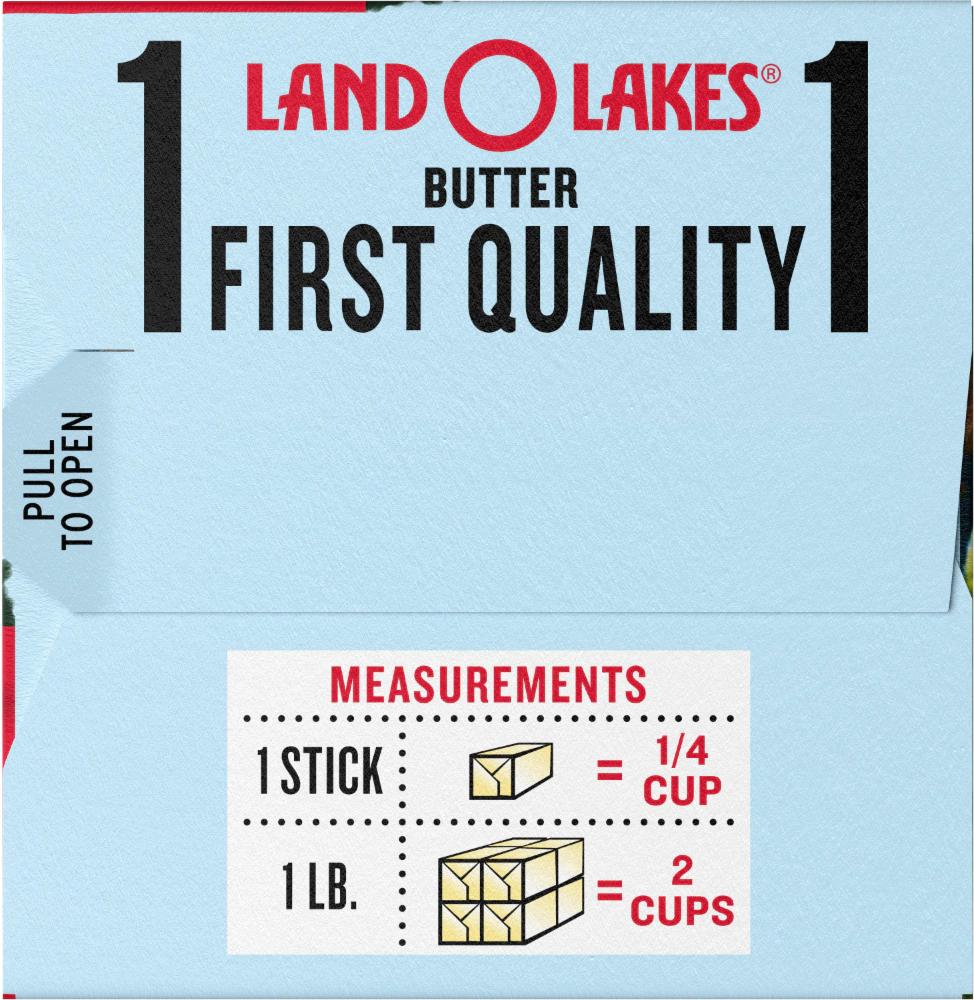 1 LAND O LAKES® 1
BUTTER
FIRST QUALITY
PULL
TO OPEN
MEASUREMENTS
1 STICK = 1/4 CUP
1 LB. = 2 CUPS